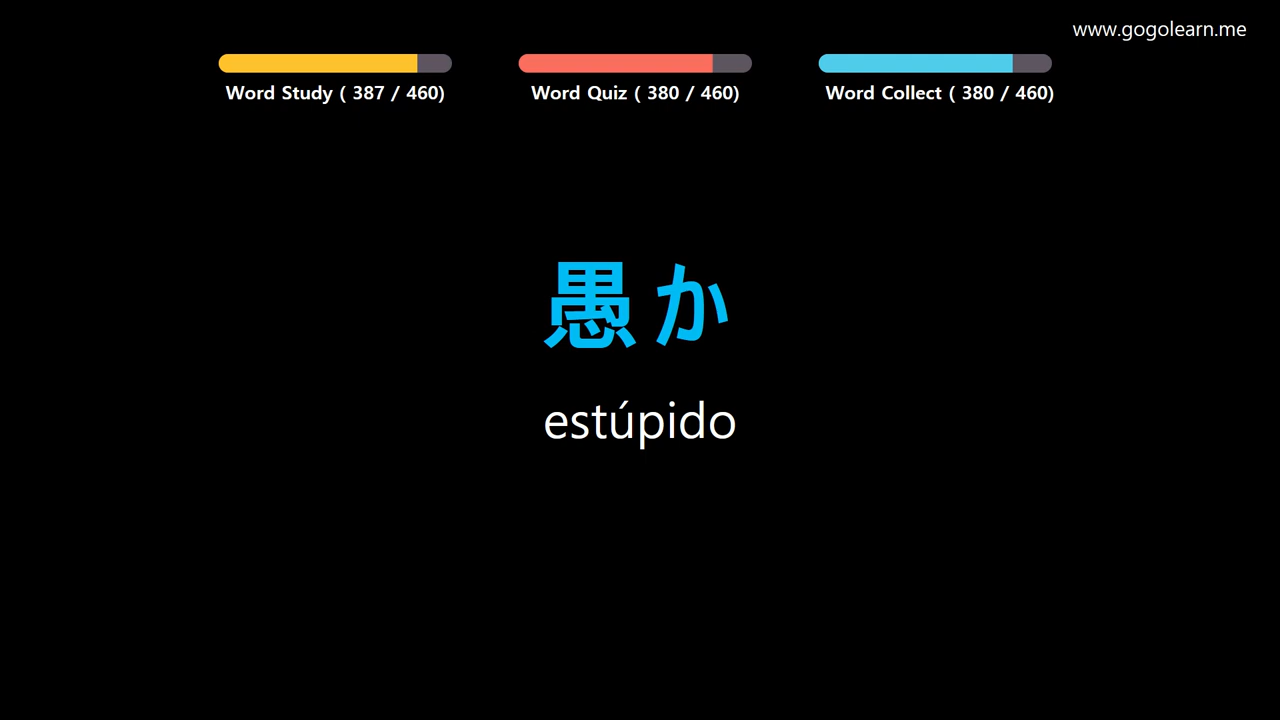 www.gogolearn.me
Word Study ( 387 / 460)
Word Quiz ( 380 / 460)
Word Collect ( 380 / 460)
愚か
estúpido